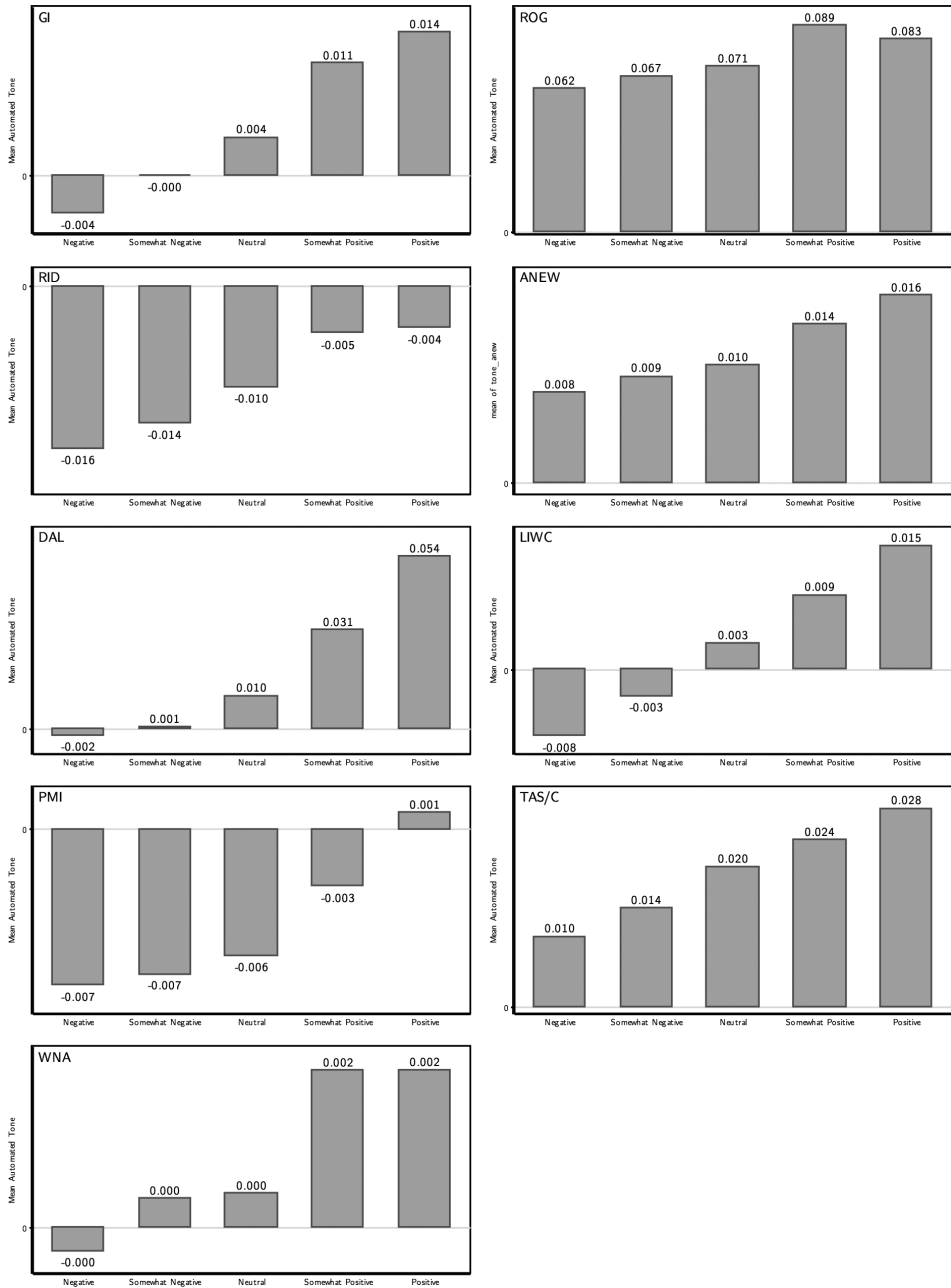 GI
Mean Automated Tone
0
-0.004
-0.000
0.004
0.011
0.014
Negative Somewhat Negative Neutral Somewhat Positive Positive
ROG
Mean Automated Tone
0
0.062
0.067
0.071
0.089
0.083
Negative Somewhat Negative Neutral Somewhat Positive Positive
RID
Mean Automated Tone
0
-0.016
-0.014
-0.010
-0.005
-0.004
Negative Somewhat Negative Neutral Somewhat Positive Positive
ANEW
mean of tone_anew
0
0.008
0.009
0.010
0.014
0.016
Negative Somewhat Negative Neutral Somewhat Positive Positive
DAL
Mean Automated Tone
0
-0.002
0.001
0.010
0.031
0.054
Negative Somewhat Negative Neutral Somewhat Positive Positive
LIWC
Mean Automated Tone
0
-0.008
-0.003
0.003
0.009
0.015
Negative Somewhat Negative Neutral Somewhat Positive Positive
PMI
Mean Automated Tone
0
-0.007
-0.007
-0.006
-0.003
0.001
Negative Somewhat Negative Neutral Somewhat Positive Positive
TAS/C
Mean Automated Tone
0
0.010
0.014
0.020
0.024
0.028
Negative Somewhat Negative Neutral Somewhat Positive Positive
WNA
Mean Automated Tone
0
-0.000
0.000
0.000
0.002
0.002
Negative Somewhat Negative Neutral Somewhat Positive Positive